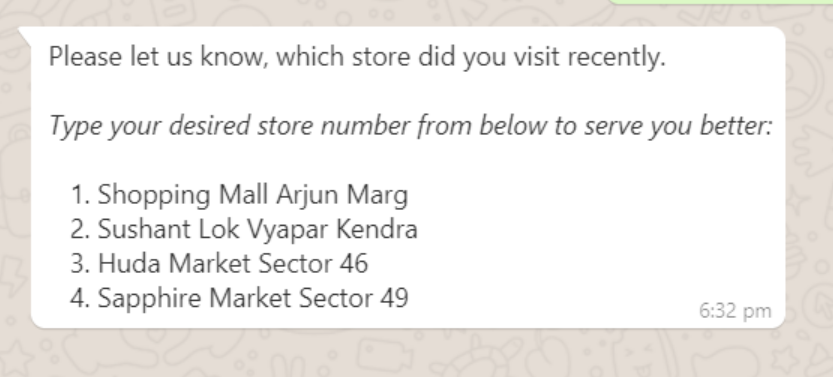 Please let us know, which store did you visit recently.
Type your desired store number from below to serve you better:
1. Shopping Mall Arjun Marg
2. Sushant Lok Vyapar Kendra
3. Huda Market Sector 46
4. Sapphire Market Sector 49
6:32 pm